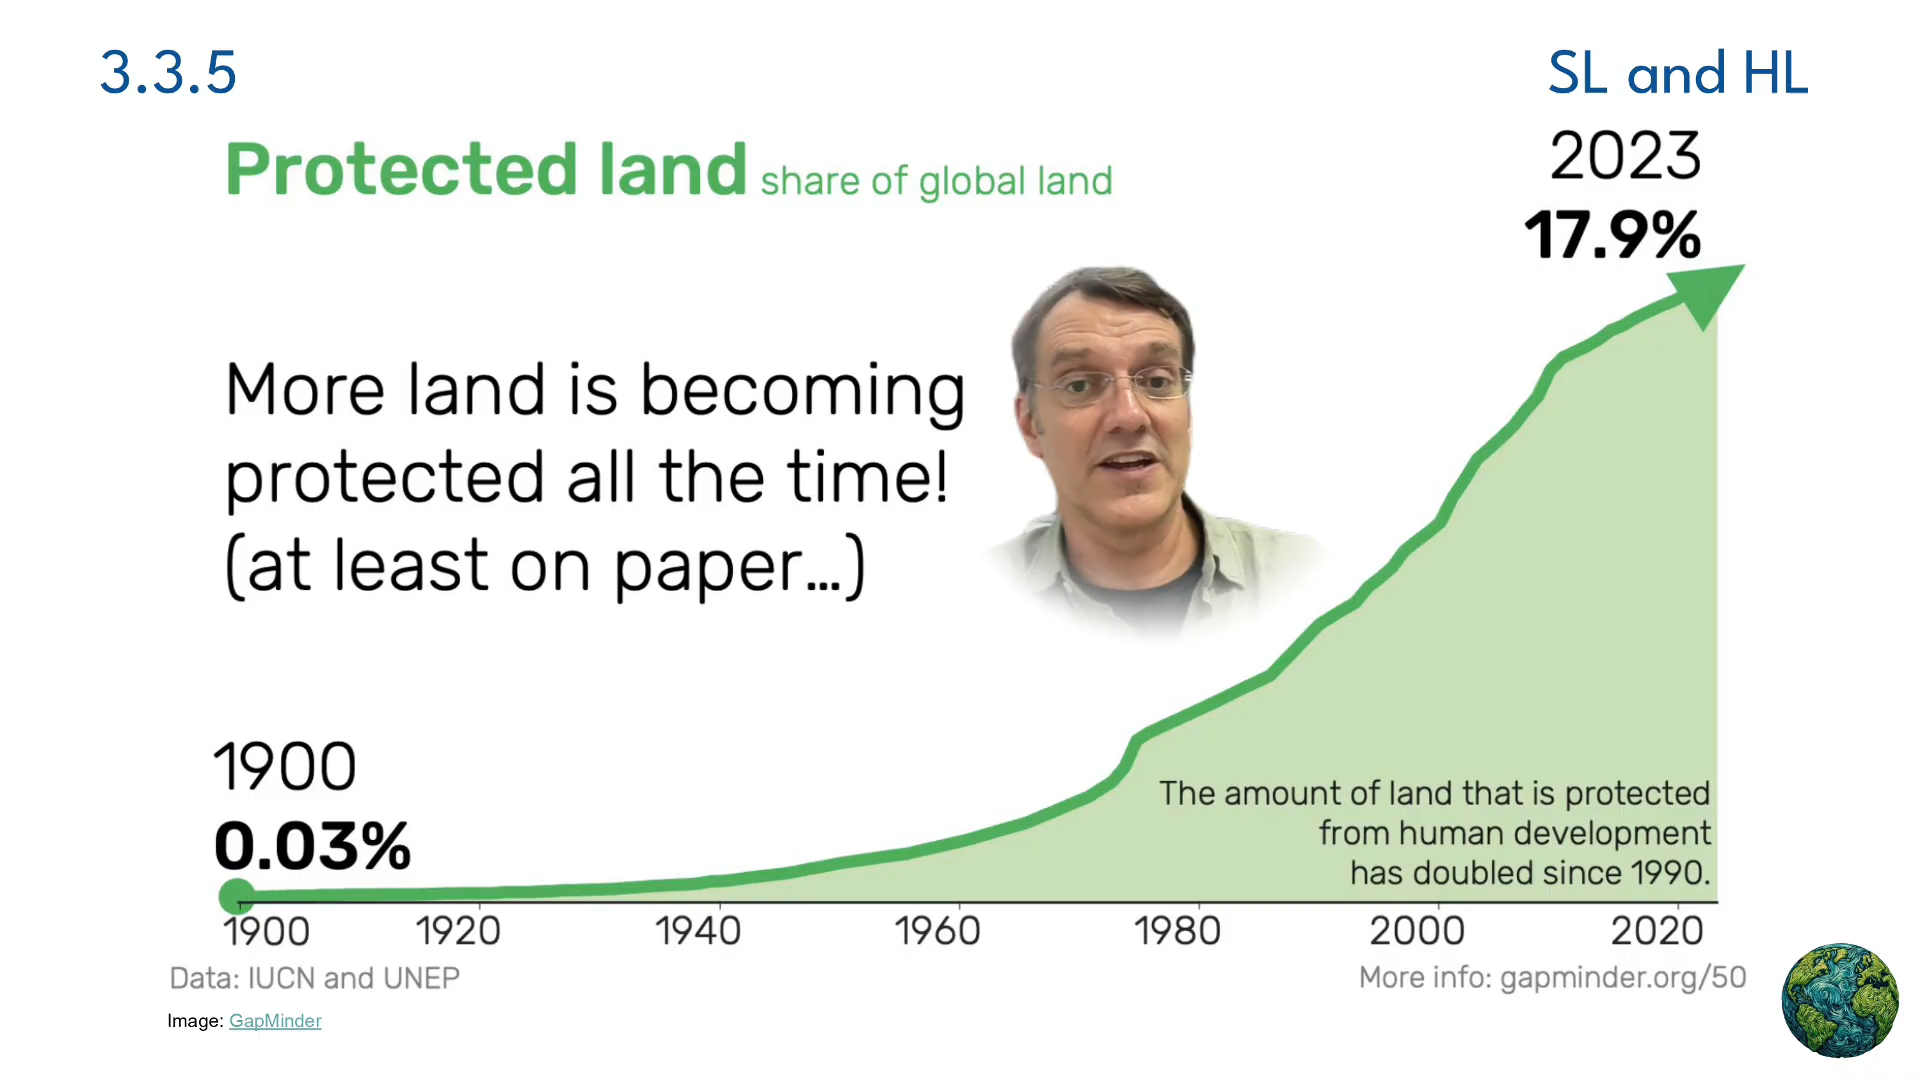 3.3.5
SL and HL
Protected land share of global land
2023
17.9%
More land is becoming
protected all the time!
(at least on paper...)
1900
0.03%
The amount of land that is protected
from human development
has doubled since 1990.
1900 1920 1940 1960 1980 2000 2020
Data: IUCN and UNEP
More info: gapminder.org/50
Image: GapMinder